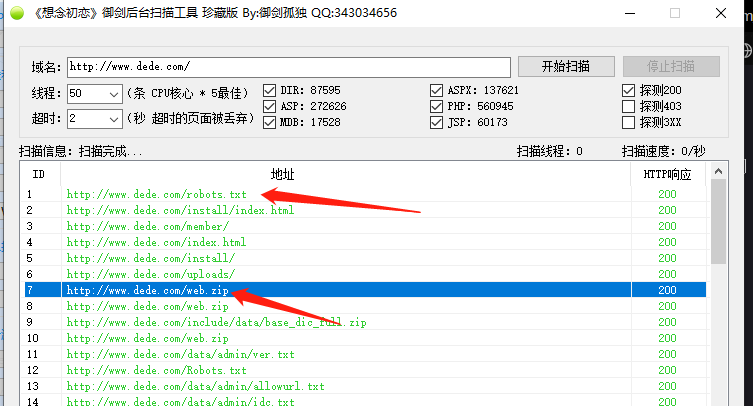 《想念初恋》御剑后台扫描工具 珍藏版 By:御剑孤独 QQ:343034656
域名: http://www.dede.com/ 开始扫描 停止扫描
线程: 50 (条 CPU核心 * 5最佳) DIR: 87595 ASPX: 137621 探测200
ASP: 272626 PHP: 560945 探测403
超时: 2 (秒 超时的页面被丢弃) MDB: 17528 JSP: 60173 探测3XX
扫描信息: 扫描完成... 扫描线程: 0 扫描速度: 0/秒
ID 地址 HTTP响应
1 http://www.dede.com/robots.txt 200
2 http://www.dede.com/install/index.html 200
3 http://www.dede.com/member/ 200
4 http://www.dede.com/index.html 200
5 http://www.dede.com/install/ 200
6 http://www.dede.com/uploads/ 200
7 http://www.dede.com/web.zip 200
8 http://www.dede.com/web.zip 200
9 http://www.dede.com/include/data/base_dic_full.zip 200
10 http://www.dede.com/web.zip 200
11 http://www.dede.com/data/admin/ver.txt 200
12 http://www.dede.com/Robots.txt 200
13 http://www.dede.com/data/admin/allowurl.txt 200
14 http://www.dede.com/data/admin/idc.txt 200